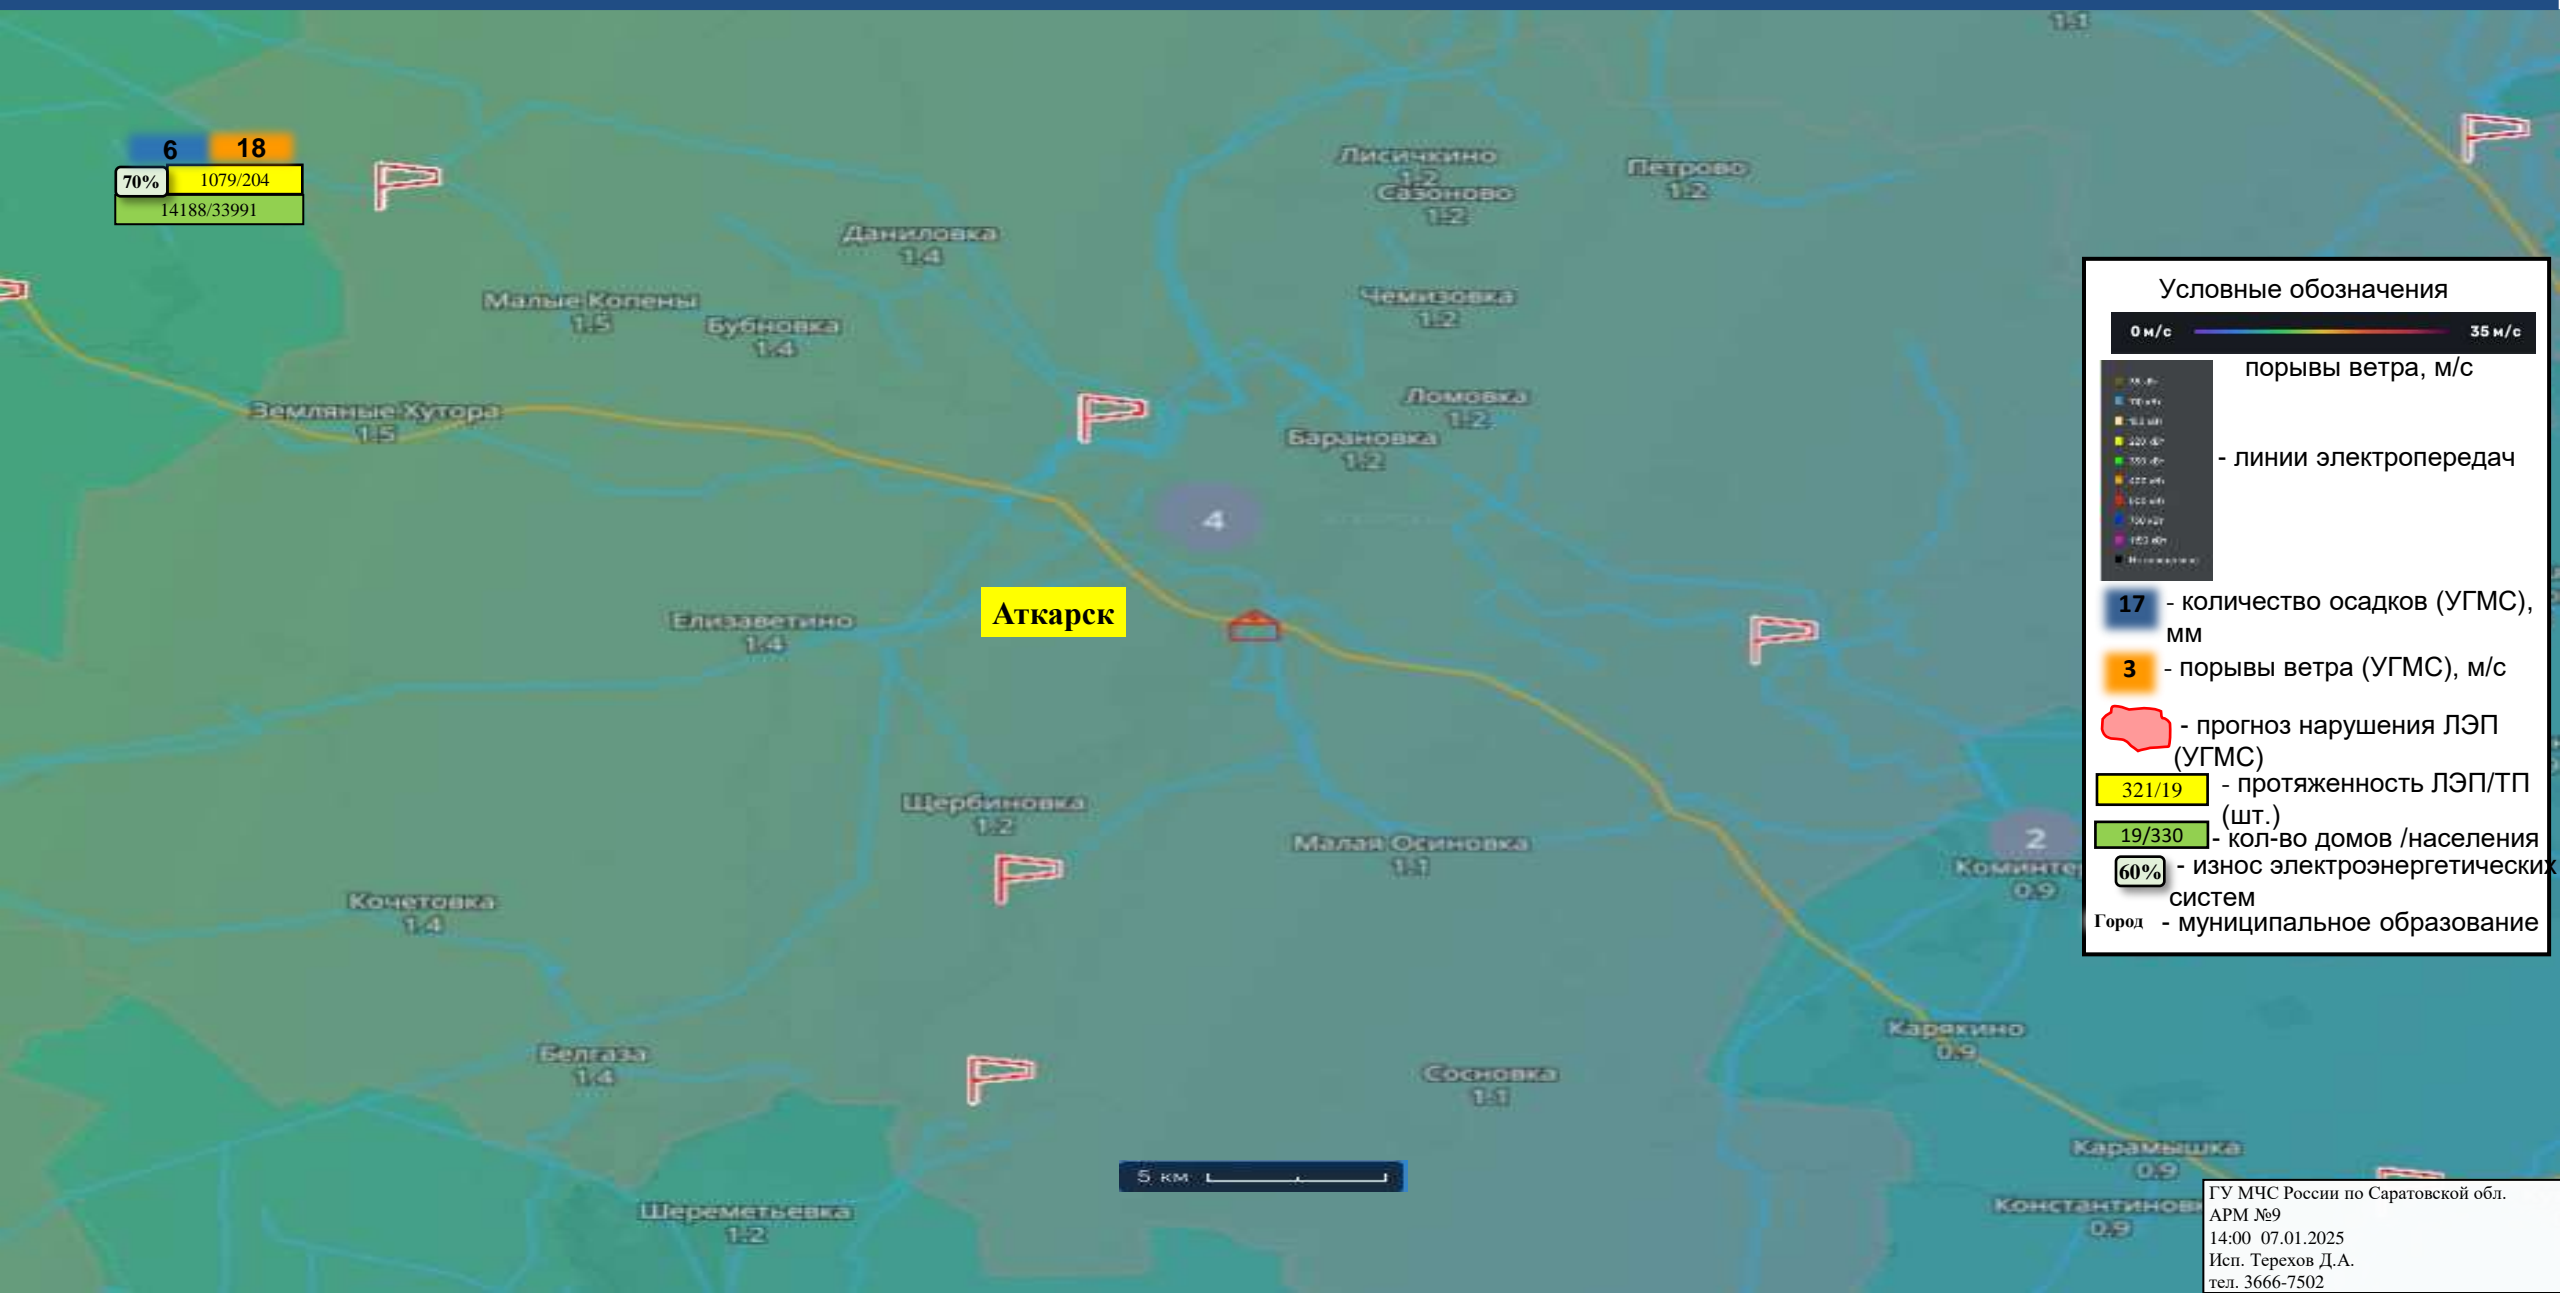 1.1
6 18
70% 1079/204
14188/33991
Лисичкино
1.2
Сазоново
1.2
Петрово
1.2
Даниловка
1.4
Малые Копены
1.5
Бубновка
1.4
Чемизовка
1.2
Земляные Хутора
1.5
Ломовка
1.2
Барановка
1.2
4
Аткарск
Елизаветино
1.4
Щербиновка
1.2
Малая Осиновка
1.1
2
0.9
Кочетовка
1.4
Карякино
0.9
Белгаза
1.4
Сосновка
1.1
Карамышка
0.9
0.9
Шереметьевка
1.2
5 км
Условные обозначения
0 м/с 35 м/с
порывы ветра, м/с
- линии электропередач
17 - количество осадков (УГМС),
мм
3 - порывы ветра (УГМС), м/с
- прогноз нарушения ЛЭП
(УГМС)
321/19 - протяженность ЛЭП/ТП
(шт.)
19/330 - кол-во домов /населения
60% - износ электроэнергетических
систем
Город - муниципальное образование
ГУ МЧС России по Саратовской обл.
АРМ №9
14:00 07.01.2025
Исп. Терехов Д.А.
тел. 3666-7502